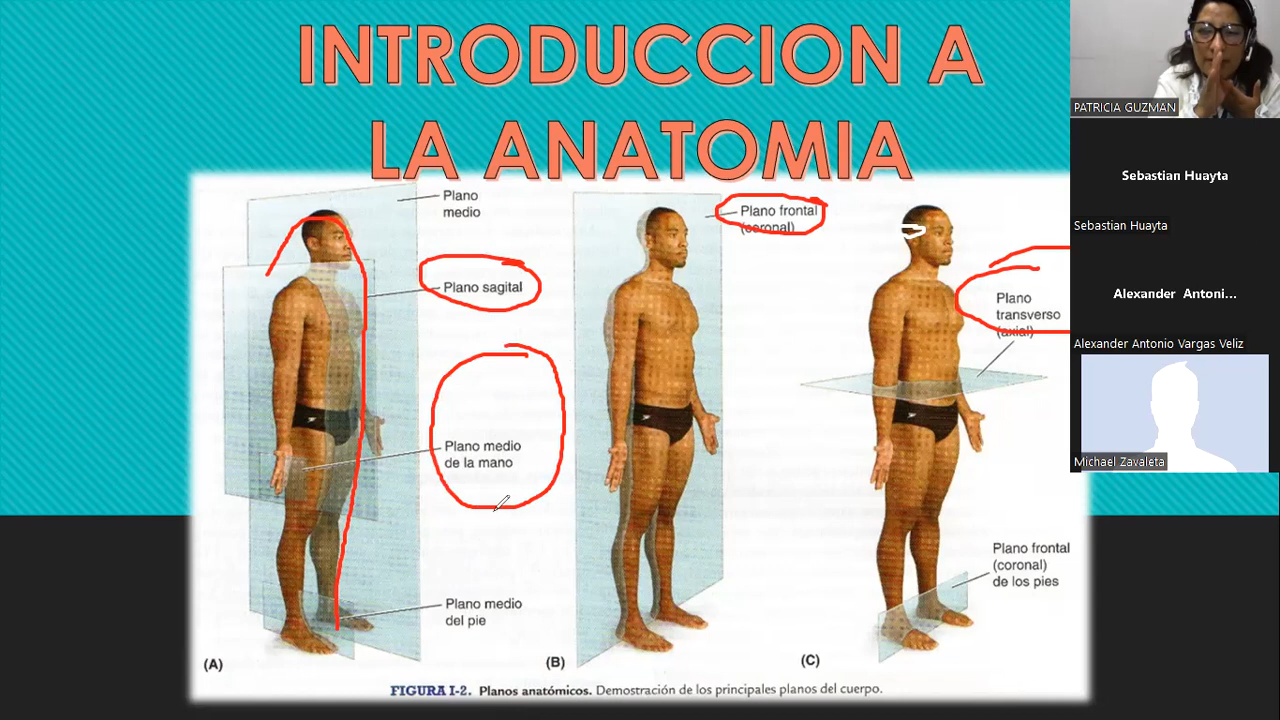 INTRODUCCION A
LA ANATOMIA
Plano
medio
Plano sagital
Plano medio
de la mano
Plano medio
del pie
(A)
Plano frontal
(coronal)
(B)
Plano
transverso
(axial)
Plano frontal
(coronal)
de los pies
(C)
FIGURA I-2. Planos anatómicos. Demostración de los principales planos del cuerpo.
PATRICIA GUZMAN
Sebastian Huayta
Sebastian Huayta
Alexander Antoni...
Alexander Antonio Vargas Veliz
Michael Zavaleta